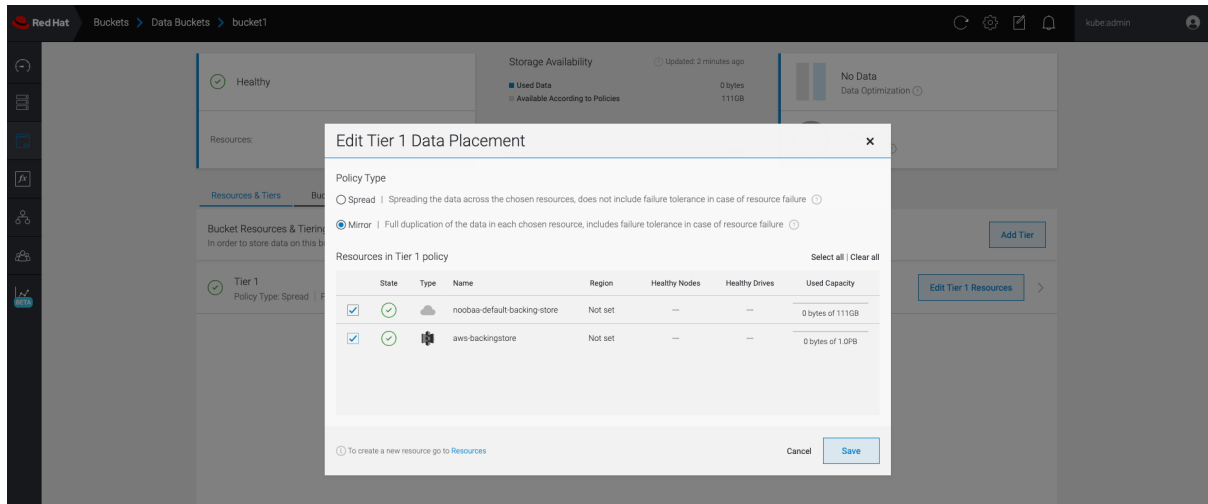 Red Hat
Buckets > Data Buckets > bucket1
kube:admin
Healthy
Storage Availability
Updated: 2 minutes ago
Used Data 0 bytes
Available According to Policies 111GB
No Data
Data Optimization
Resources:
Edit Tier 1 Data Placement
Policy Type
Spread | Spreading the data across the chosen resources, does not include failure tolerance in case of resource failure
Mirror | Full duplication of the data in each chosen resource, includes failure tolerance in case of resource failure
Resources in Tier 1 policy
Select all | Clear all
State Type Name Region Healthy Nodes Healthy Drives Used Capacity
noobaa-default-backing-store Not set — — 0 bytes of 111GB
aws-backingstore Not set — — 0 bytes of 1.0PB
To create a new resource go to Resources
Cancel Save
Resources & Tiers
Bucket Resources & Tiering
In order to store data on this
Add Tier
Tier 1
Policy Type: Spread |
Edit Tier 1 Resources
BETA